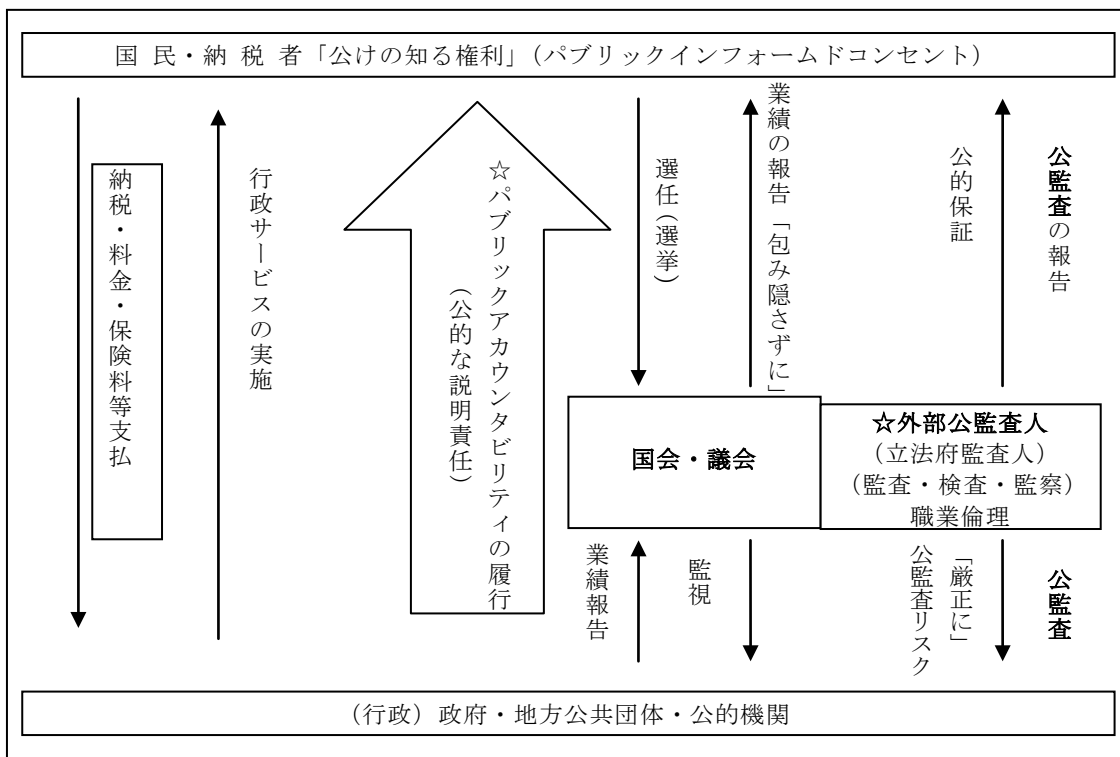 国 民・納 税 者「公けの知る権利」(パブリックインフォームドコンセント)
納税・料金・保険料等支払
行政サービスの実施
☆パブリックアカウンタビリティの履行
(公的な説明責任)
選任(選挙)
業績の報告「包み隠さずに」
公的保証
公監査の報告
国会・議会
☆外部公監査人
(立法府監査人)
(監査・検査・監察)
職業倫理
業績報告
監視
「厳正に」
公監査リスク
公監査
(行政)政府・地方公共団体・公的機関